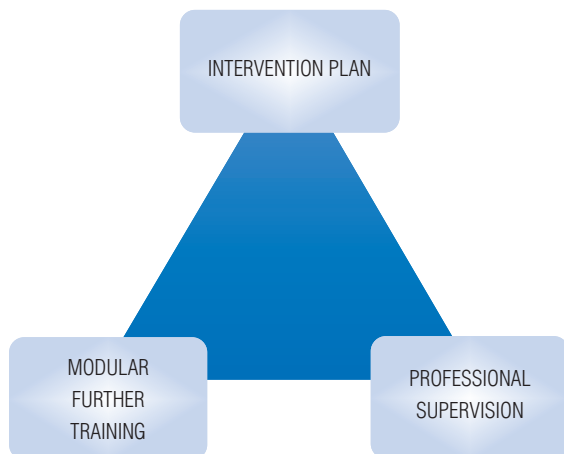 INTERVENTION PLAN
MODULAR
FURTHER
TRAINING
PROFESSIONAL
SUPERVISION